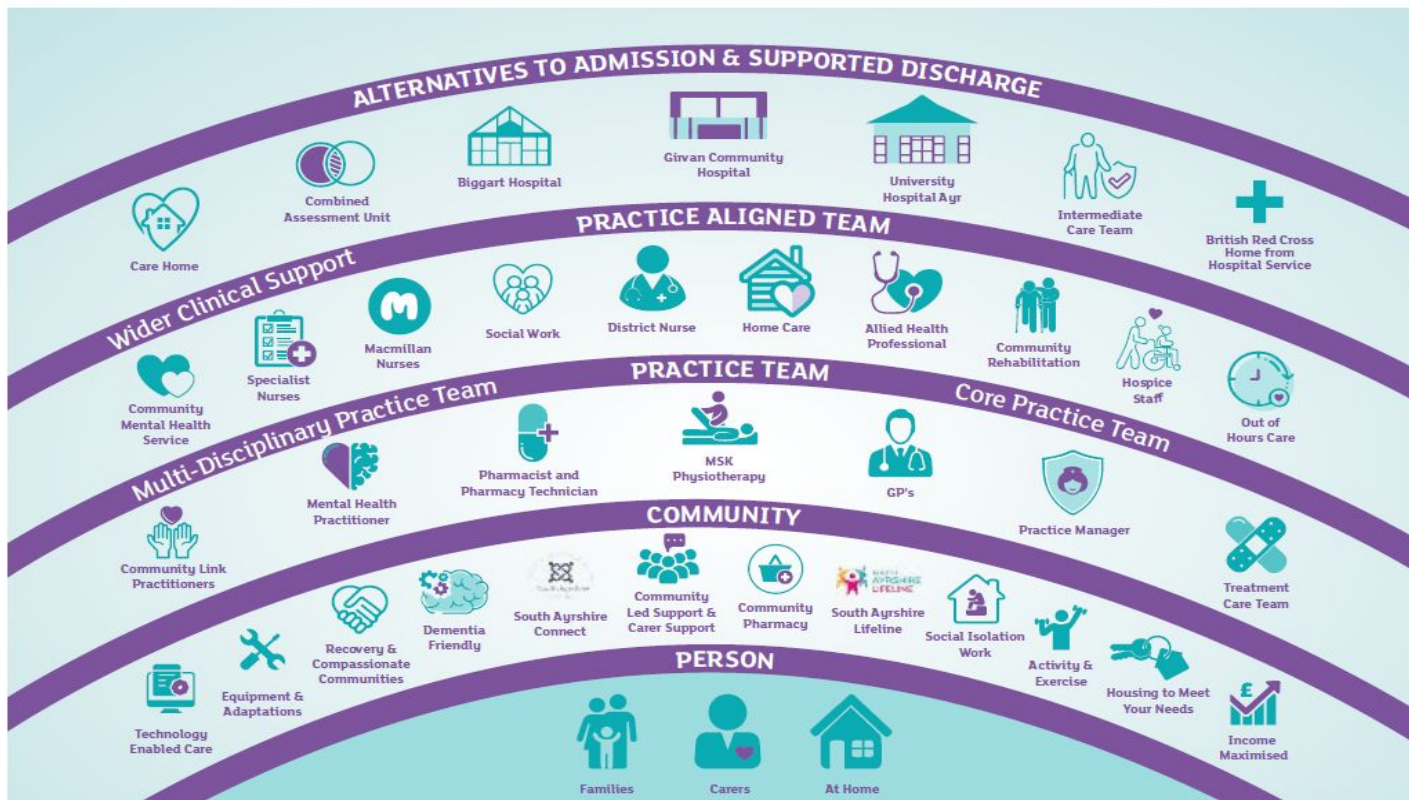 ALTERNATIVES TO ADMISSION & SUPPORTED DISCHARGE
Care Home
Combined
Assessment Unit
Biggart Hospital
Girvan Community
Hospital
University
Hospital Ayr
Intermediate
Care Team
British Red Cross
Home from
Hospital Service
Wider Clinical Support
PRACTICE ALIGNED TEAM
Community
Mental Health
Service
Specialist
Nurses
M
Macmillan
Nurses
Social Work
District Nurse
Home Care
Allied Health
Professional
Community
Rehabilitation
Hospice
Staff
Out of
Hours Care
Multi-Disciplinary Practice Team
PRACTICE TEAM
Core Practice Team
Community Link
Practitioners
Mental Health
Practitioner
Pharmacist and
Pharmacy Technician
MSK
Physiotherapy
GP's
Practice Manager
Treatment
Care Team
COMMUNITY
Technology
Enabled Care
Equipment &
Adaptations
Recovery &
Compassionate
Communities
Dementia
Friendly
South Ayrshire
Connect
Community
Led Support &
Carer Support
Community
Pharmacy
SOUTH
AYRSHIRE
LIFELINE
South Ayrshire
Lifeline
Social Isolation
Work
Activity &
Exercise
Housing to Meet
Your Needs
£
Income
Maximised
PERSON
Families
Carers
At Home